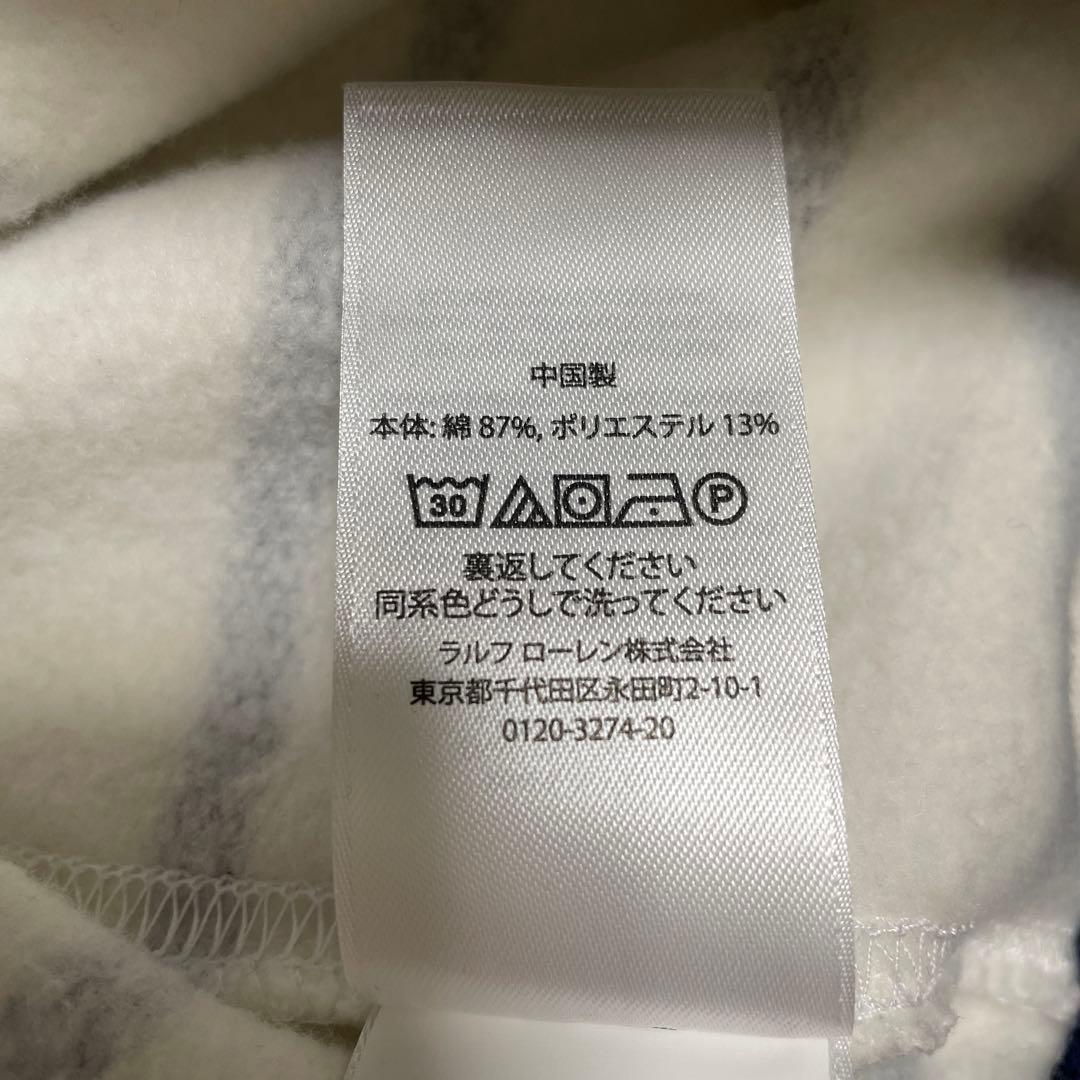 中国製
本体: 綿 87%, ポリエステル 13%
30 P
裏返してください
同系色どうしで洗ってください
ラルフ ローレン株式会社
東京都千代田区永田町2-10-1
0120-3274-20